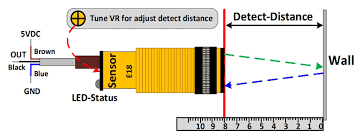 Tune VR for adjust detect distance
Detect-Distance
5VDC
Brown
OUT
Black
Blue
GND
Sensor
E18
LED-Status
Wall
10 9 8 7 6 5 4 3 2 1 0